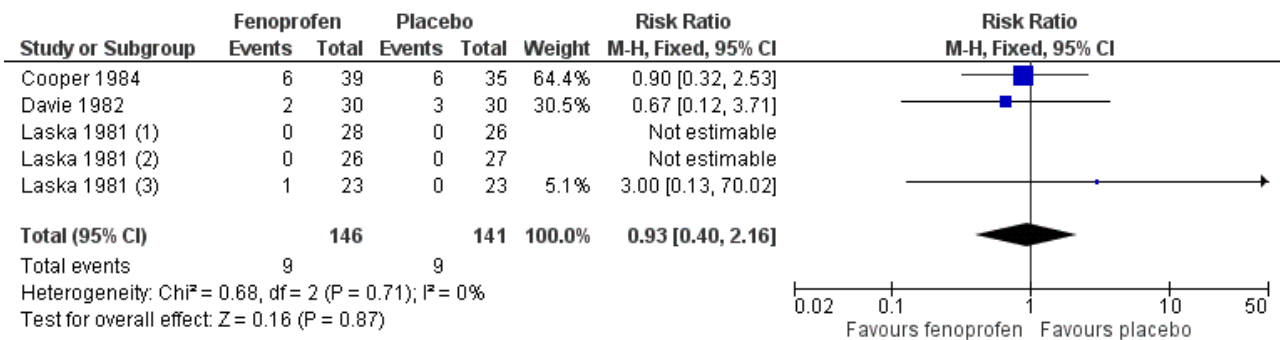 Fenoprofen Placebo Risk Ratio Risk Ratio
Study or Subgroup Events Total Events Total Weight M-H, Fixed, 95% CI M-H, Fixed, 95% CI
Cooper 1984 6 39 6 35 64.4% 0.90 [0.32, 2.53]
Davie 1982 2 30 3 30 30.5% 0.67 [0.12, 3.71]
Laska 1981 (1) 0 28 0 26 Not estimable
Laska 1981 (2) 0 26 0 27 Not estimable
Laska 1981 (3) 1 23 0 23 5.1% 3.00 [0.13, 70.02]
Total (95% CI) 146 141 100.0% 0.93 [0.40, 2.16]
Total events 9 9
Heterogeneity: Chi² = 0.68, df = 2 (P = 0.71); I² = 0%
Test for overall effect: Z = 0.16 (P = 0.87)
0.02 0.1 1 10 50
Favours fenoprofen Favours placebo